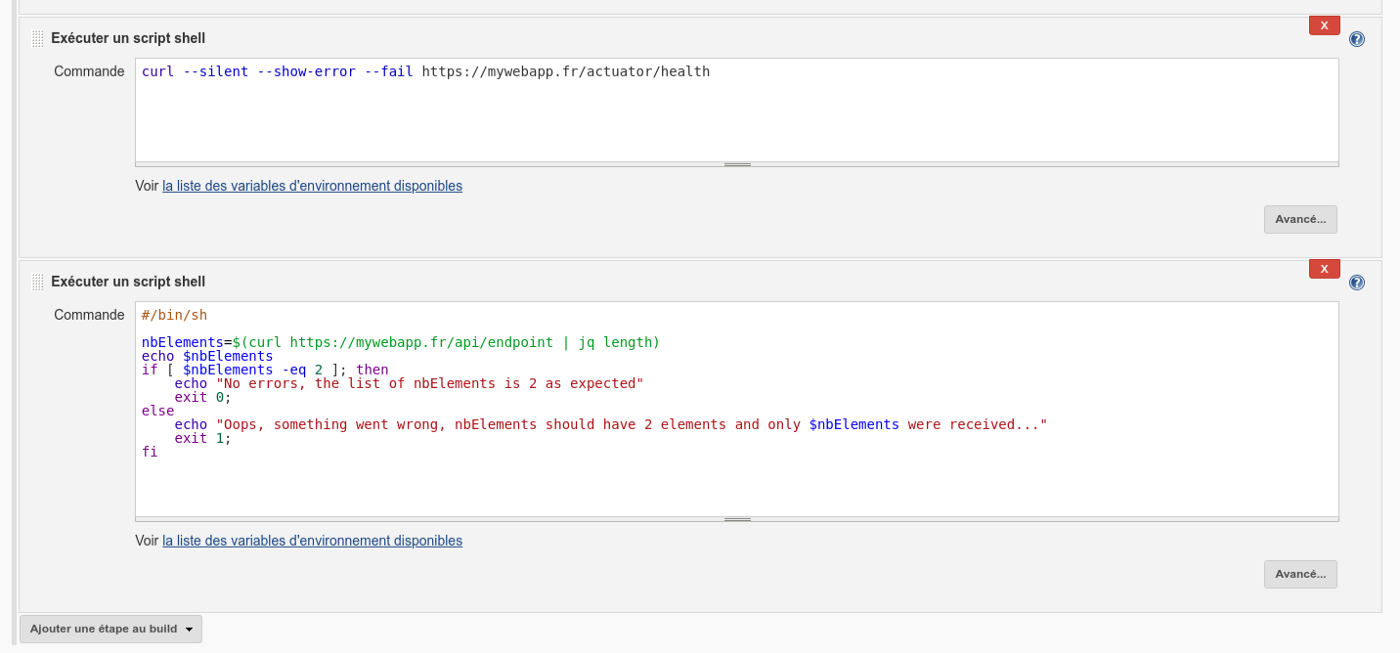 X
Exécuter un script shell
Commande
curl --silent --show-error --fail https://mywebapp.fr/actuator/health
Voir la liste des variables d'environnement disponibles
Avancé...
X
Exécuter un script shell
Commande
#/bin/sh
nbElements=$(curl https://mywebapp.fr/api/endpoint | jq length)
echo $nbElements
if [ $nbElements -eq 2 ]; then
    echo "No errors, the list of nbElements is 2 as expected"
    exit 0;
else
    echo "Oops, something went wrong, nbElements should have 2 elements and only $nbElements were received..."
    exit 1;
fi
Voir la liste des variables d'environnement disponibles
Avancé...
Ajouter une étape au build